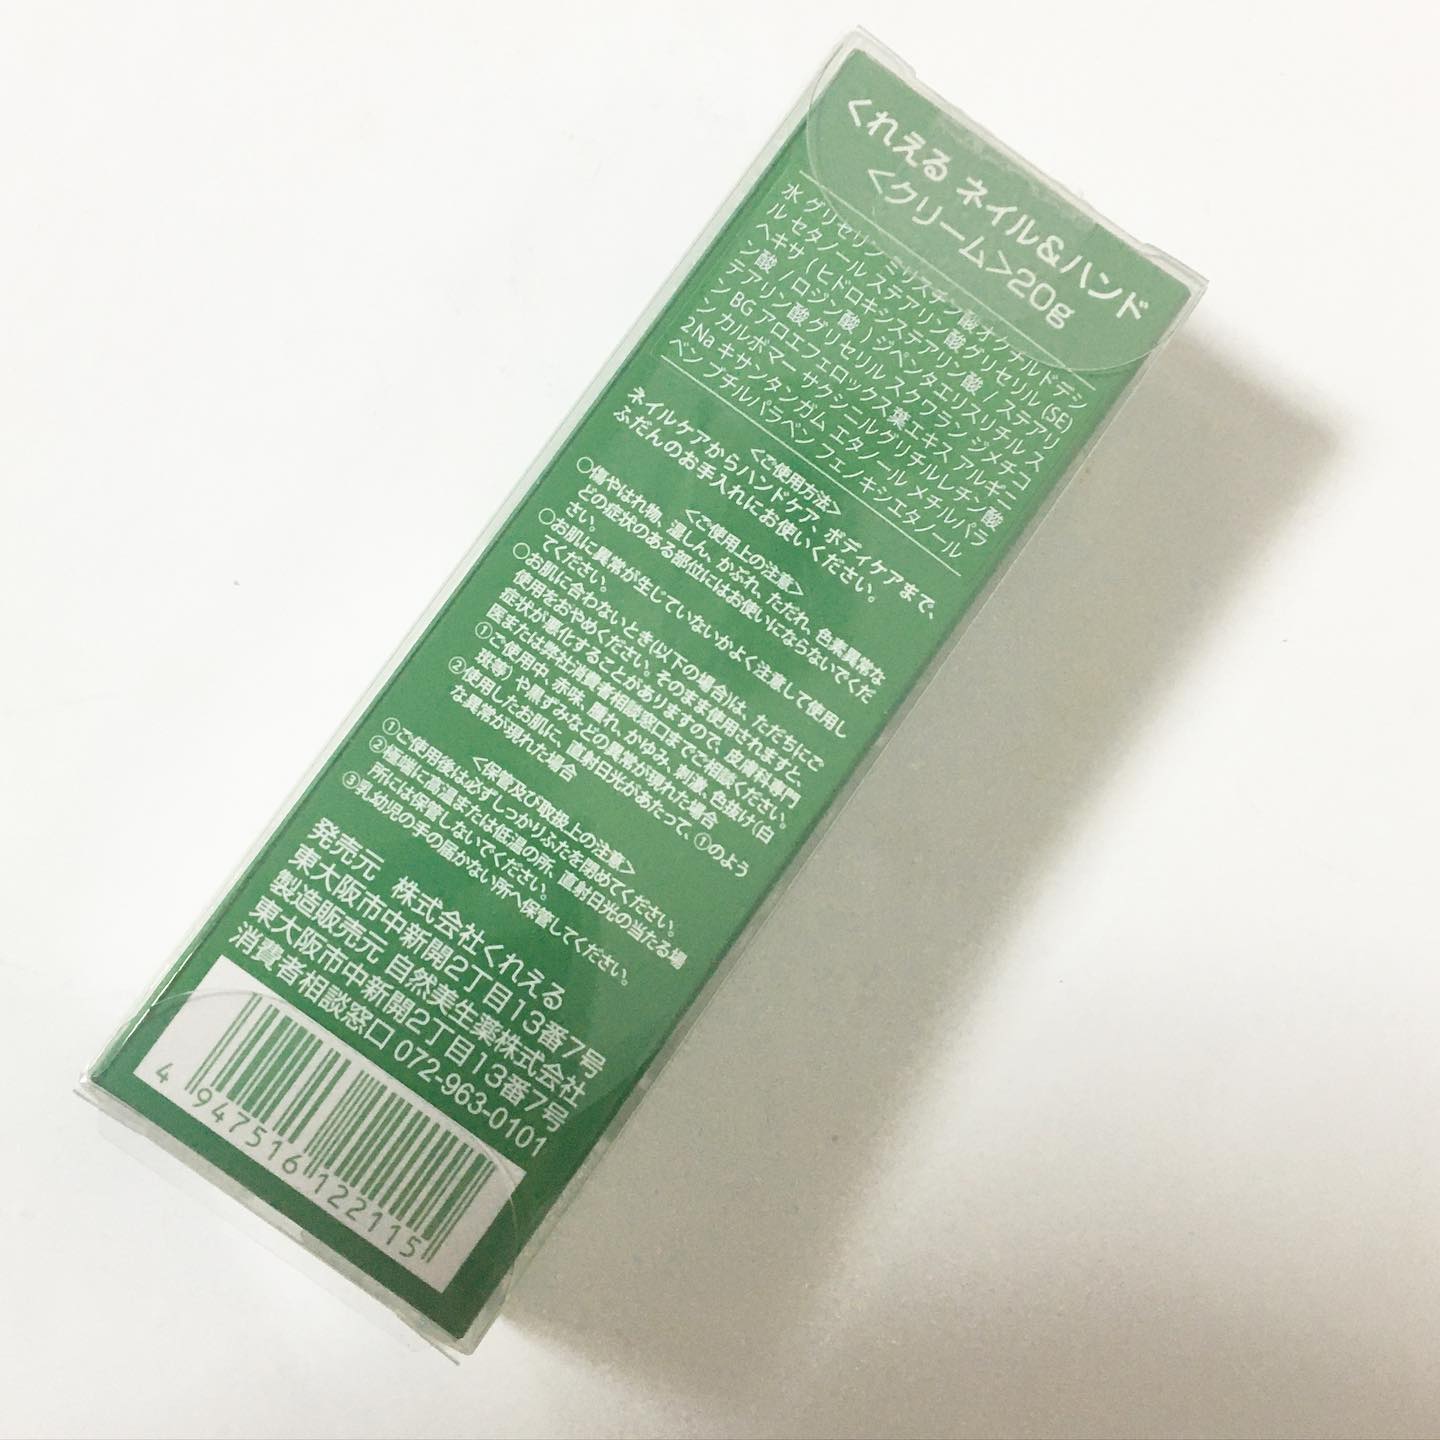 くれえる ネイル&ハンド
<クリーム>20g
水 グリセリン ミリスチン酸オクチルドデシ
ル セタノール ステアリン酸グリセリル(SE)
ヘキサ(ヒドロキシステアリン酸/ステアリ
ン酸/ロジン酸)ジペンタエリスリチル ス
テアリン酸グリセリル スクワラン ジメチコ
ン BG アロエフェロックス葉エキス アルギニ
ン カルボマー サクシニールグリチルレチン酸
2Na キサンタンガム エタノール メチルパラ
ベン ブチルパラベン フェノキシエタノール
<ご使用方法>
ネイルケアからハンドケア、ボディケアまで、
ふだんのお手入れにお使いください。
<ご使用上の注意>
○傷やはれ物、湿しん、かぶれ、ただれ、色素異常な
どの症状のある部位にはお使いにならないでくだ
さい。
○お肌に異常が生じていないかよく注意して使用し
てください。
○お肌に合わないとき(以下の場合)は、ただちにご
使用をおやめください。そのまま使用されますと、
症状が悪化することがありますので、皮膚科専門
医または弊社消費者相談窓口までご相談ください。
①ご使用中、赤味、腫れ、かゆみ、刺激、色抜け(白
斑等)や黒ずみなどの異常が現れた場合
②使用したお肌に、直射日光があたって、①のよう
な異常が現れた場合
<保管及び取扱上の注意>
①ご使用後は必ずしっかりふたを閉めてください。
②極端に高温または低温の所、直射日光の当たる場
所には保管しないでください。
③乳幼児の手の届かない所へ保管してください。
発売元 株式会社くれえる
東大阪市中新開2丁目13番7号
製造販売元 自然美生薬株式会社
東大阪市中新開2丁目13番7号
消費者相談窓口 072-963-0101
4 947516 122115